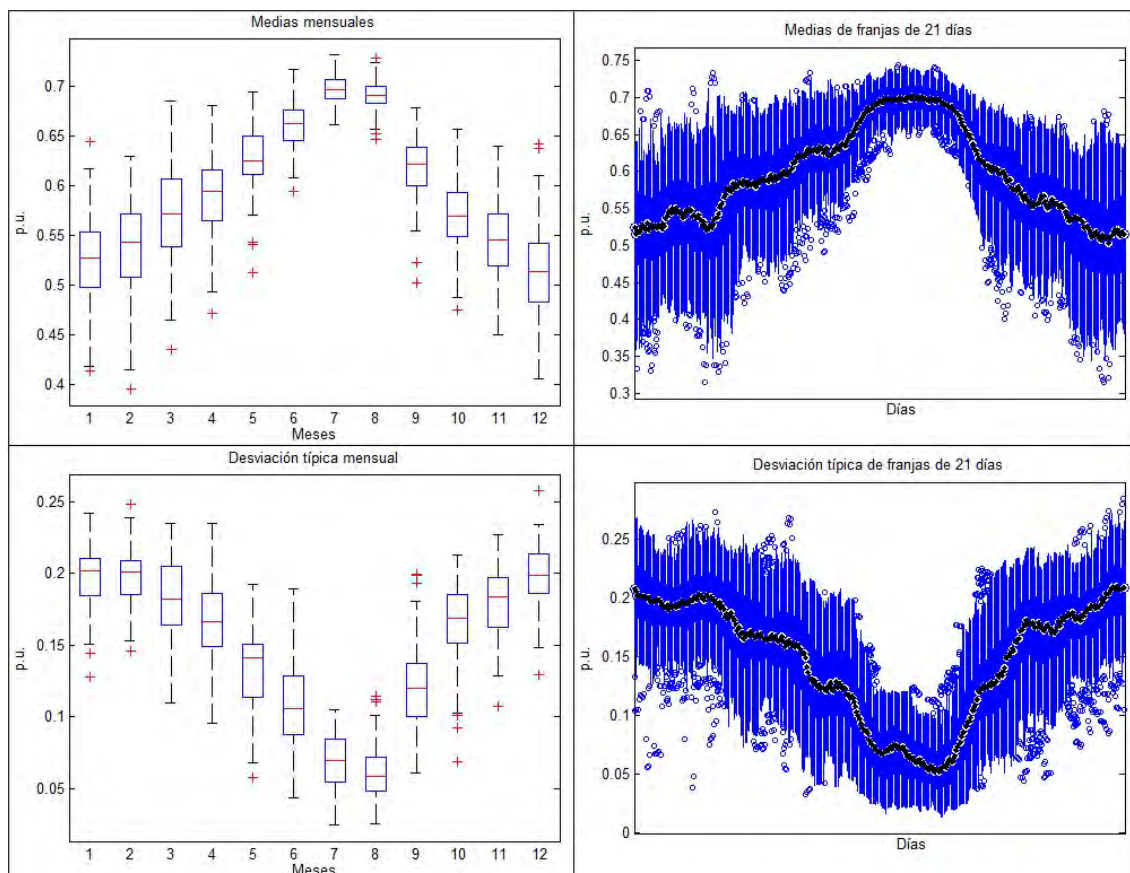 Medias mensuales
0.7
0.65
0.6
0.55
0.5
0.45
0.4
p.u.
1 2 3 4 5 6 7 8 9 10 11 12
Meses
Medias de franjas de 21 días
0.75
0.7
0.65
0.6
0.55
0.5
0.45
0.4
0.35
0.3
p.u.
Días
Desviación típica mensual
0.25
0.2
0.15
0.1
0.05
p.u.
1 2 3 4 5 6 7 8 9 10 11 12
Meses
Desviación típica de franjas de 21 días
0.25
0.2
0.15
0.1
0.05
0
p.u.
Días